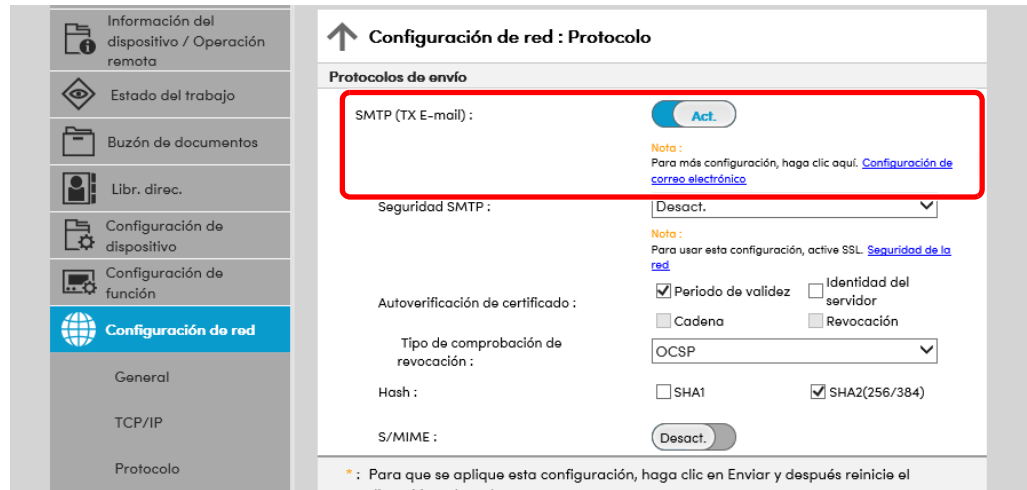 Información del
dispositivo / Operación
remota
Estado del trabajo
Buzón de documentos
Libr. direc.
Configuración de
dispositivo
Configuración de
función
Configuración de red
General
TCP/IP
Protocolo
Configuración de red : Protocolo
Protocolos de envío
SMTP (TX E-mail) :
Act.
Nota :
Para más configuración, haga clic aquí. Configuración de
correo electrónico
Seguridad SMTP :
Desact.
Nota :
Para usar esta configuración, active SSL. Seguridad de la
red
Autoverificación de certificado :
Periodo de validez
Identidad del
servidor
Cadena
Revocación
Tipo de comprobación de
revocación :
OCSP
Hash :
SHA1
SHA2(256/384)
S/MIME :
Desact.
* : Para que se aplique esta configuración, haga clic en Enviar y después reinicie el